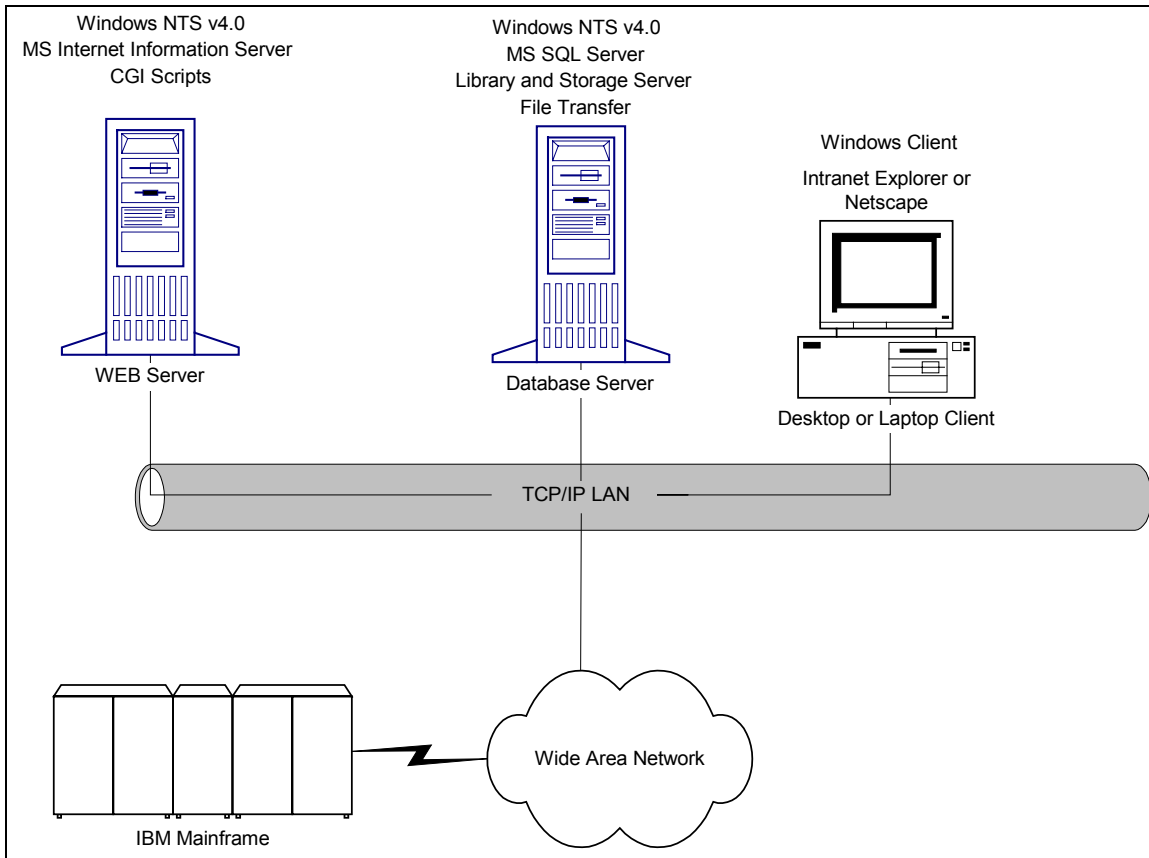 Windows NTS v4.0
MS Internet Information Server
CGI Scripts
WEB Server
Windows NTS v4.0
MS SQL Server
Library and Storage Server
File Transfer
Database Server
Windows Client
Intranet Explorer or
Netscape
Desktop or Laptop Client
TCP/IP LAN
Wide Area Network
IBM Mainframe